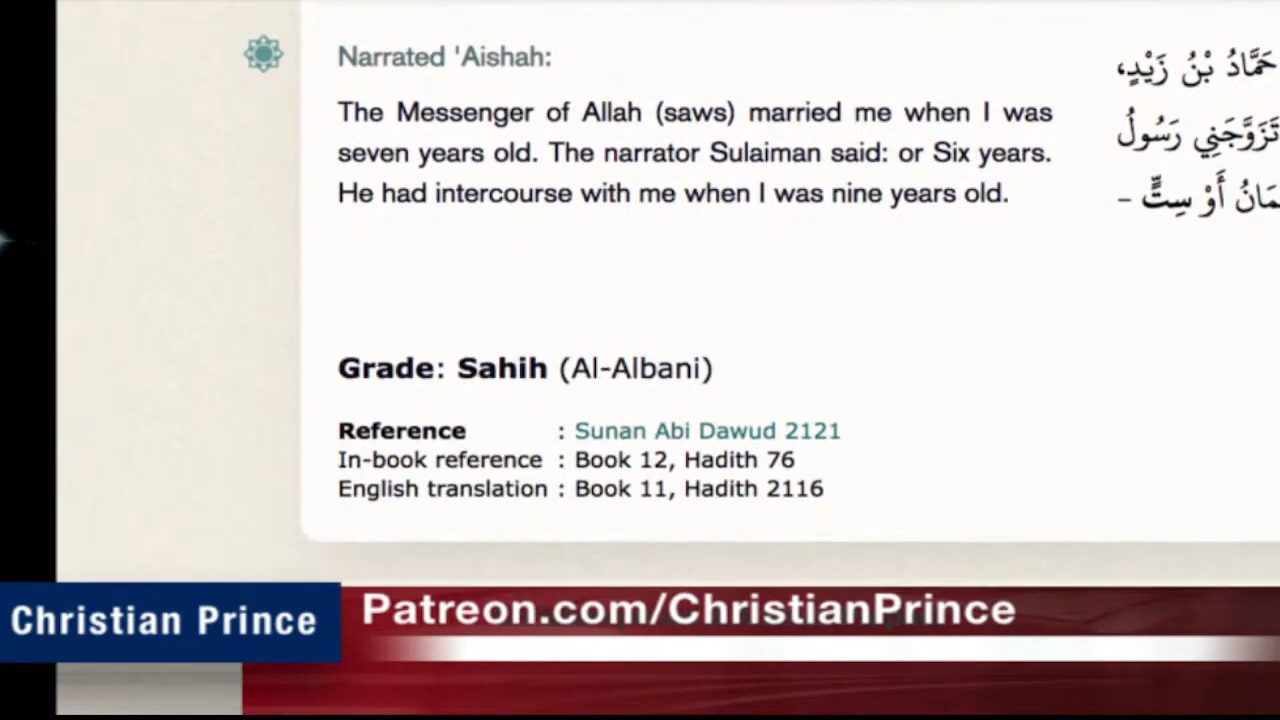 Narrated 'Aishah:
The Messenger of Allah (saws) married me when I was
seven years old. The narrator Sulaiman said: or Six years.
He had intercourse with me when I was nine years old.
حَمَّادُ بْنُ زَيْدٍ،
تَزَوَّجَنِي رَسُولُ
أَوْ سِتٍّ -
Grade: Sahih (Al-Albani)
Reference : Sunan Abi Dawud 2121
In-book reference : Book 12, Hadith 76
English translation : Book 11, Hadith 2116
Christian Prince
Patreon.com/ChristianPrince